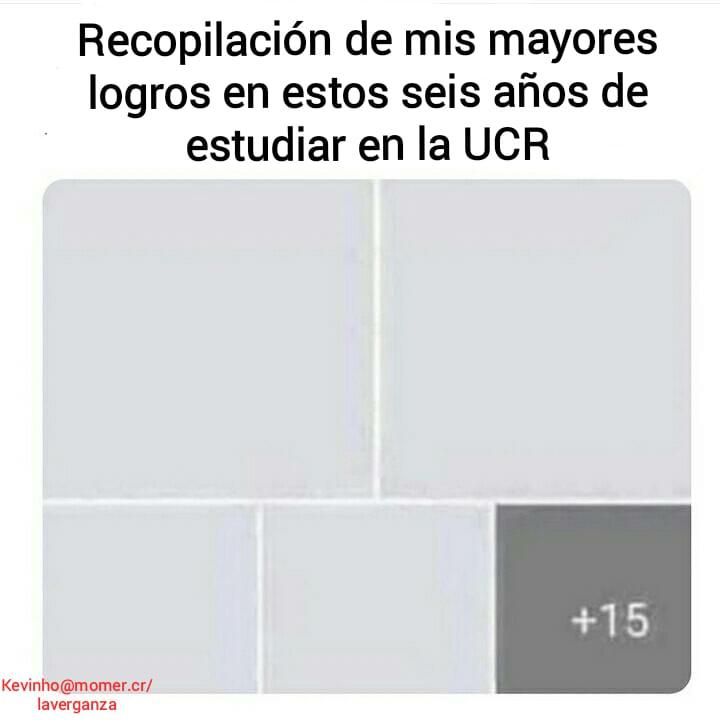 Recopilación de mis mayores
logros en estos seis años de
estudiar en la UCR
+15
Kevinho@momer.cr/
laverganza